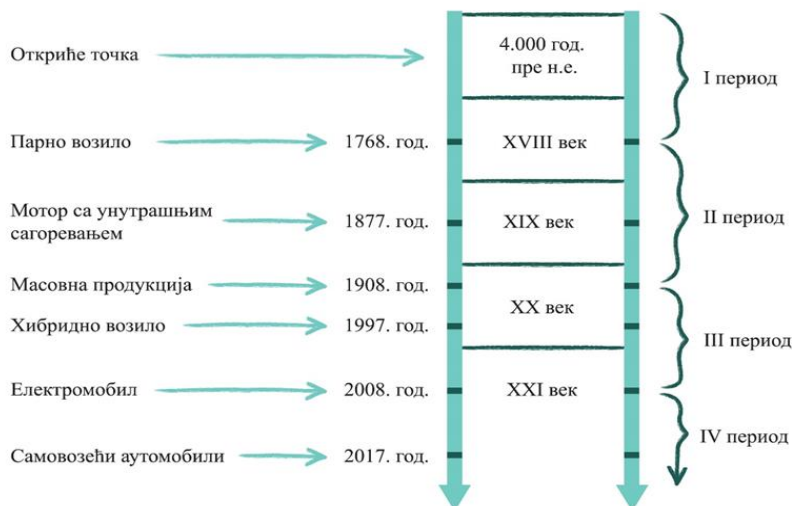 Откриће точка
4.000 год.
пре н.е.
I период
Парно возило
1768. год.
XVIII век
Мотор са унутрашњим
сагоревањем
1877. год.
XIX век
II период
Масовна продукција
1908. год.
XX век
Хибридно возило
1997. год.
III период
Електромобил
2008. год.
XXI век
IV период
Самовозећи аутомобили
2017. год.